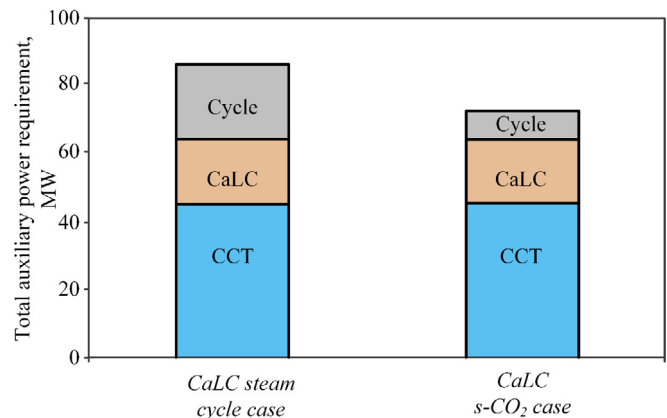 Total auxiliary power requirement,
MW
100
80
60
40
20
0
Cycle
CaLC
CCT
Cycle
CaLC
CCT
CaLC steam
cycle case
CaLC
s-CO₂ case